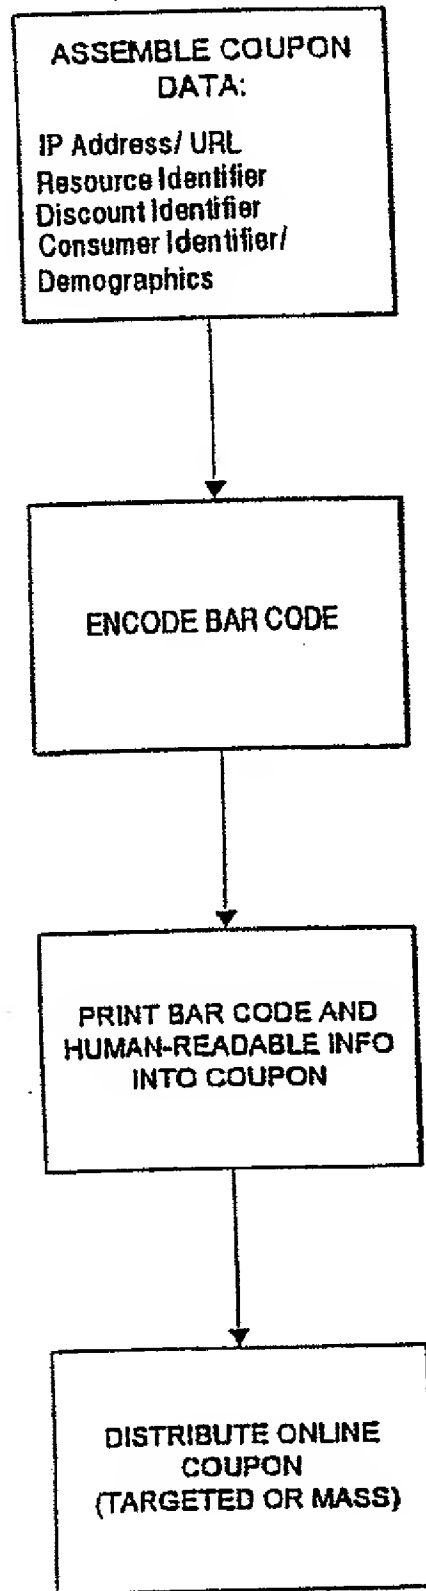 ASSEMBLE COUPON
DATA:
IP Address/ URL
Resource Identifier
Discount Identifier
Consumer Identifier/
Demographics
ENCODE BAR CODE
PRINT BAR CODE AND
HUMAN-READABLE INFO
INTO COUPON
DISTRIBUTE ONLINE
COUPON
(TARGETED OR MASS)